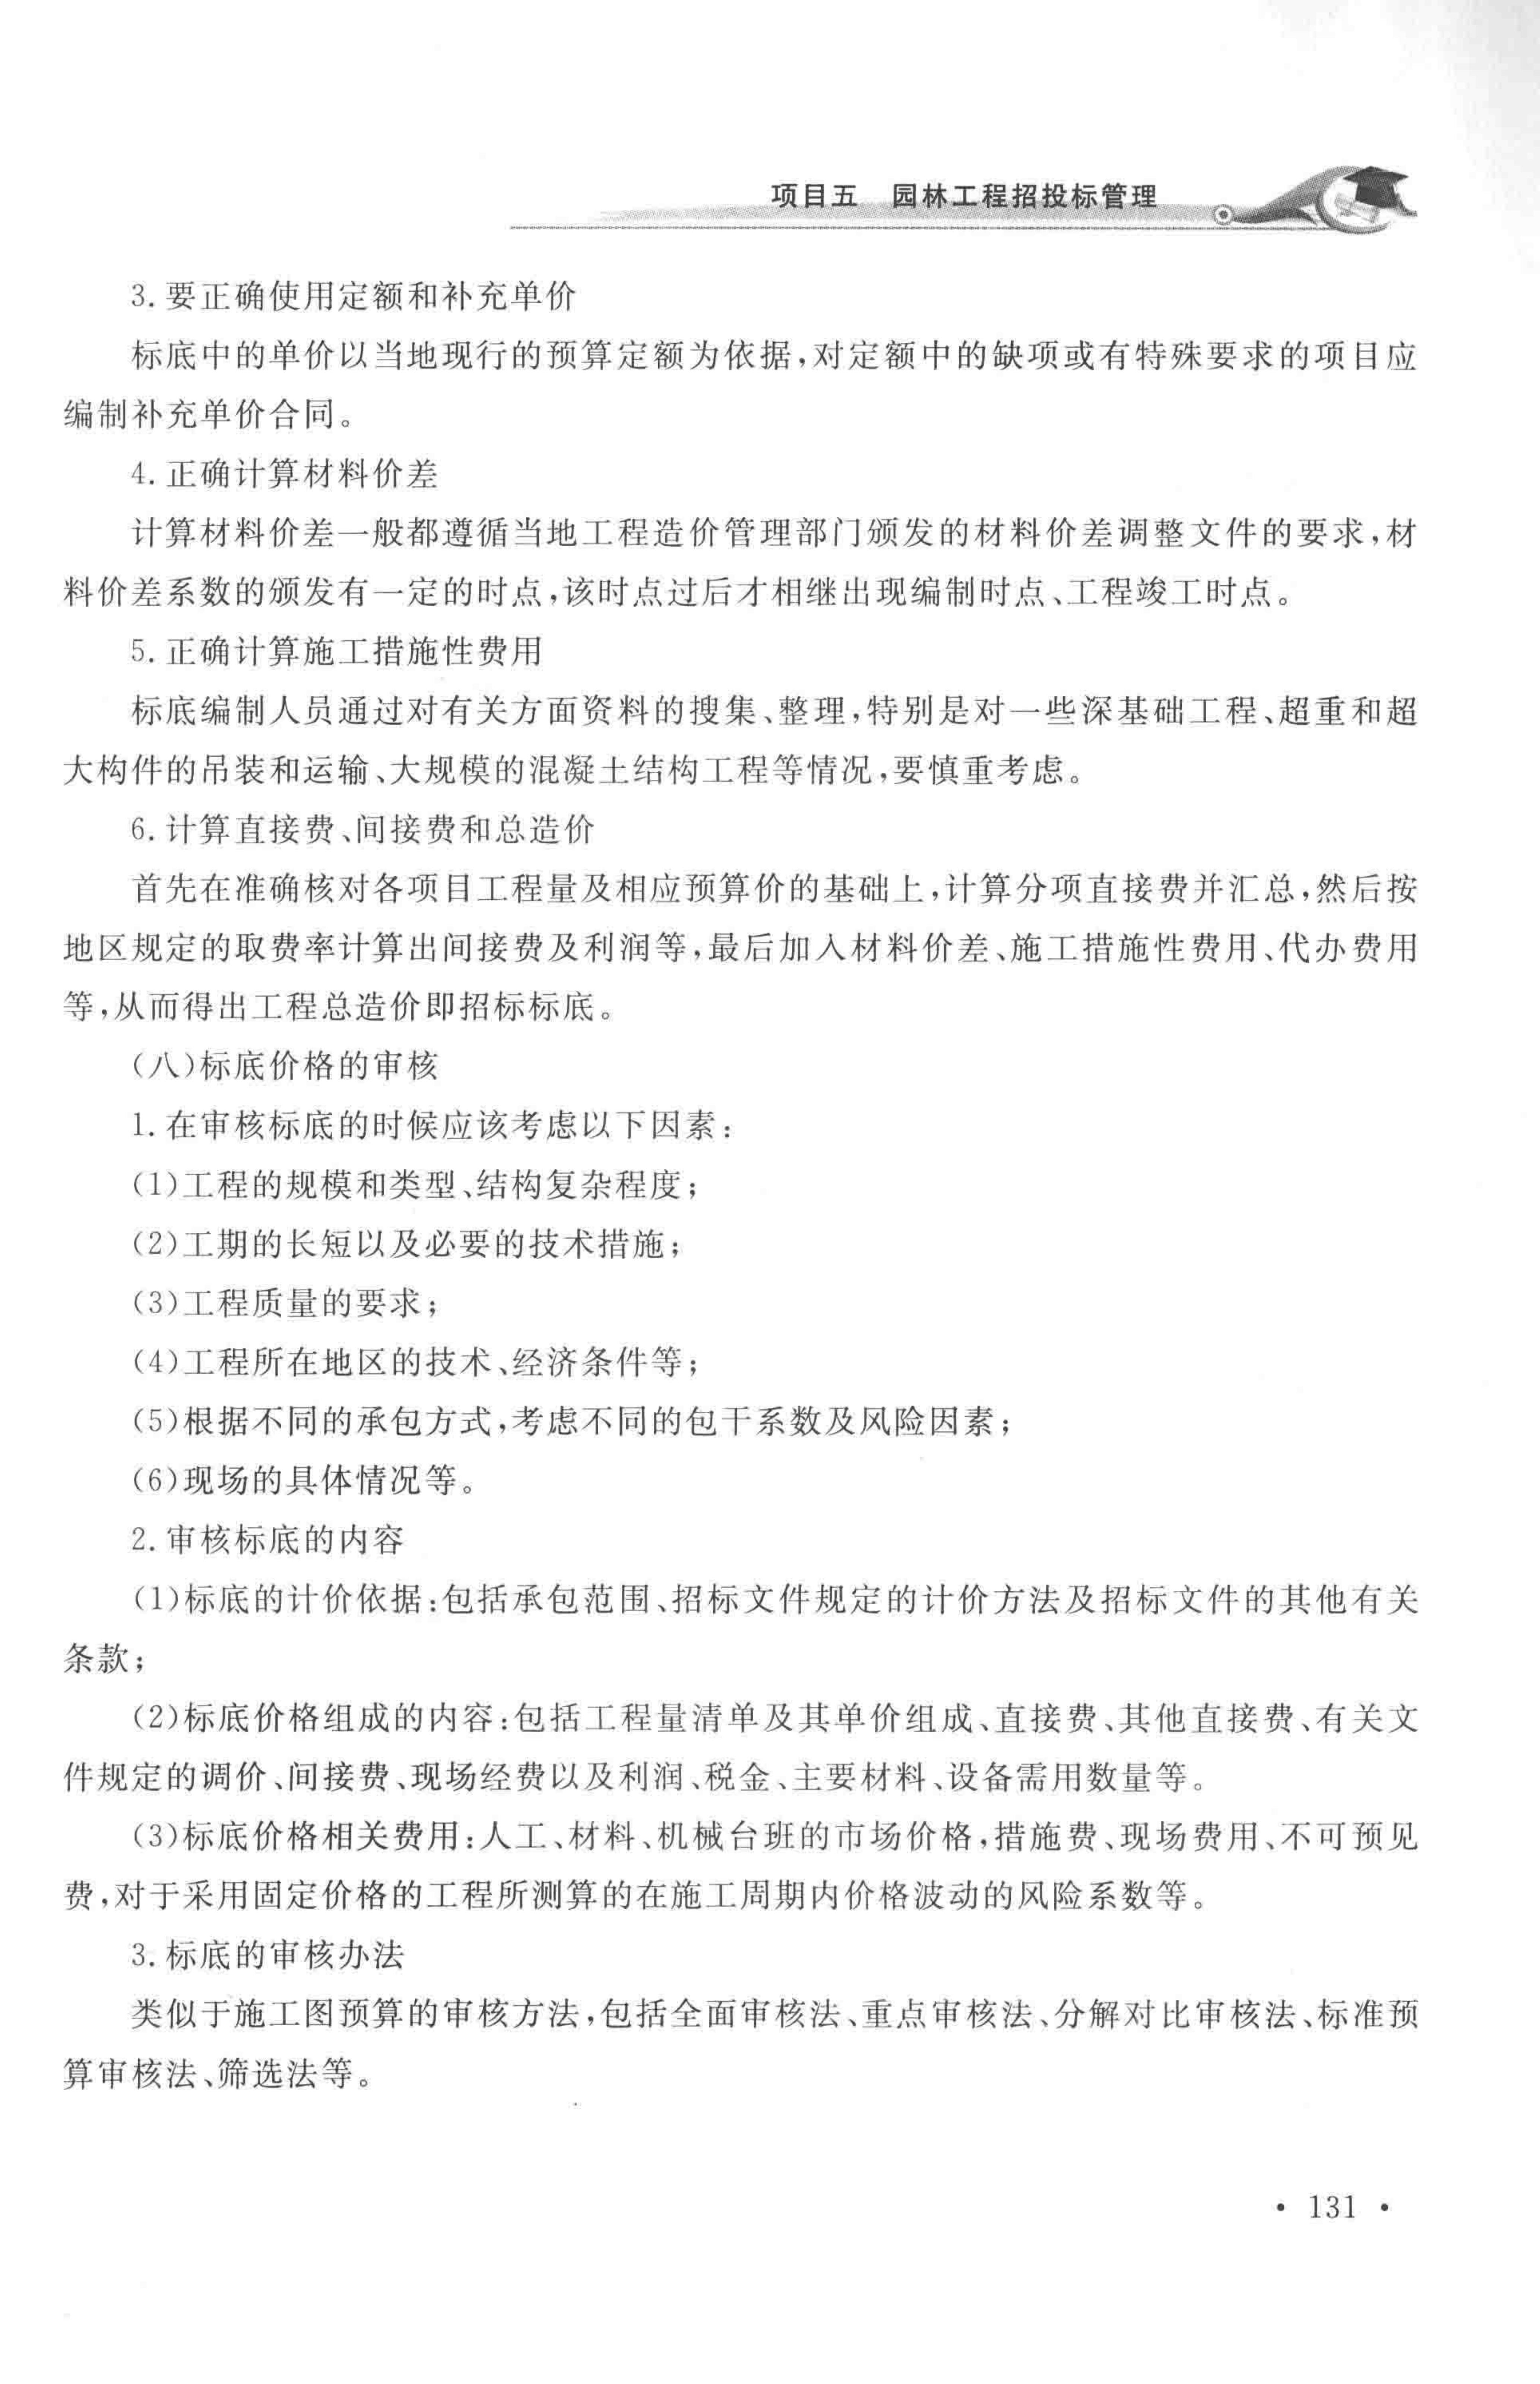 项目五 园林工程招投标管理
3.要正确使用定额和补充单价
标底中的单价以当地现行的预算定额为依据,对定额中的缺项或有特殊要求的项目应
编制补充单价合同。
4.正确计算材料价差
计算材料价差一般都遵循当地工程造价管理部门颁发的材料价差调整文件的要求,材
料价差系数的颁发有一定的时点,该时点过后才相继出现编制时点、工程竣工时点。
5.正确计算施工措施性费用
标底编制人员通过对有关方面资料的搜集、整理,特别是对一些深基础工程、超重和超
大构件的吊装和运输、大规模的混凝土结构工程等情况,要慎重考虑。
6.计算直接费、间接费和总造价
首先在准确核对各项目工程量及相应预算价的基础上,计算分项直接费并汇总,然后按
地区规定的取费率计算出间接费及利润等,最后加入材料价差、施工措施性费用、代办费用
等,从而得出工程总造价即招标标底。
(八)标底价格的审核
1.在审核标底的时候应该考虑以下因素:
(1)工程的规模和类型、结构复杂程度;
(2)工期的长短以及必要的技术措施;
(3)工程质量的要求;
(4)工程所在地区的技术、经济条件等;
(5)根据不同的承包方式,考虑不同的包干系数及风险因素;
(6)现场的具体情况等。
2.审核标底的内容
(1)标底的计价依据:包括承包范围、招标文件规定的计价方法及招标文件的其他有关
条款;
(2)标底价格组成的内容:包括工程量清单及其单价组成、直接费、其他直接费、有关文
件规定的调价、间接费、现场经费以及利润、税金、主要材料、设备需用数量等。
(3)标底价格相关费用:人工、材料、机械台班的市场价格,措施费、现场费用、不可预见
费,对于采用固定价格的工程所测算的在施工周期内价格波动的风险系数等。
3.标底的审核办法
类似于施工图预算的审核方法,包括全面审核法、重点审核法、分解对比审核法、标准预
算审核法、筛选法等。
• 131 •